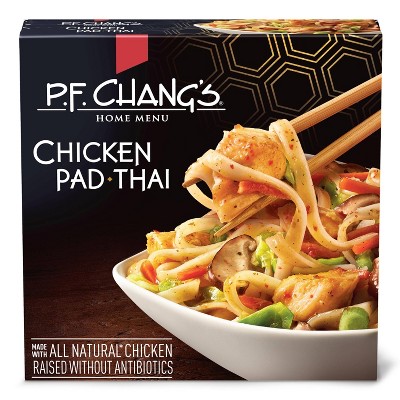 P.F. CHANG'S®
HOME MENU
CHICKEN
PAD•THAI
MADE WITH ALL NATURAL* CHICKEN
RAISED WITHOUT ANTIBIOTICS